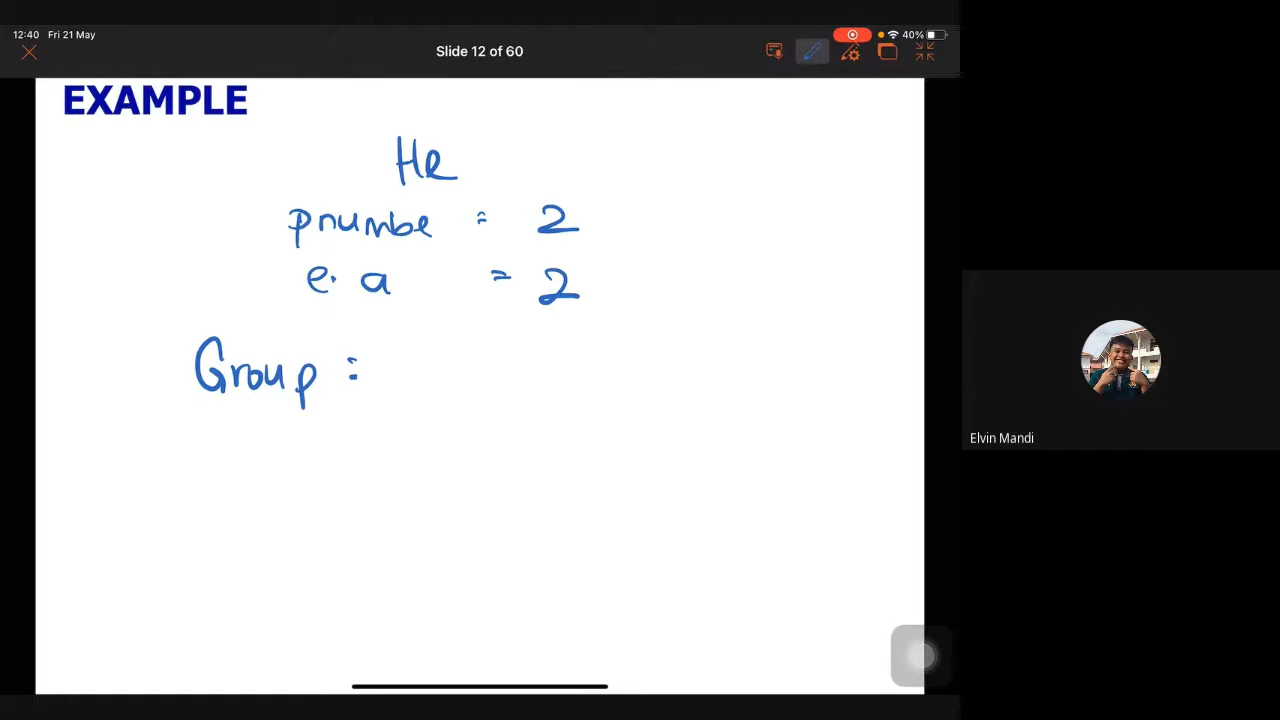 12:40 Fri 21 May
40%
Slide 12 of 60
EXAMPLE
He
pnumbe = 2
e. a = 2
Group :
Elvin Mandi